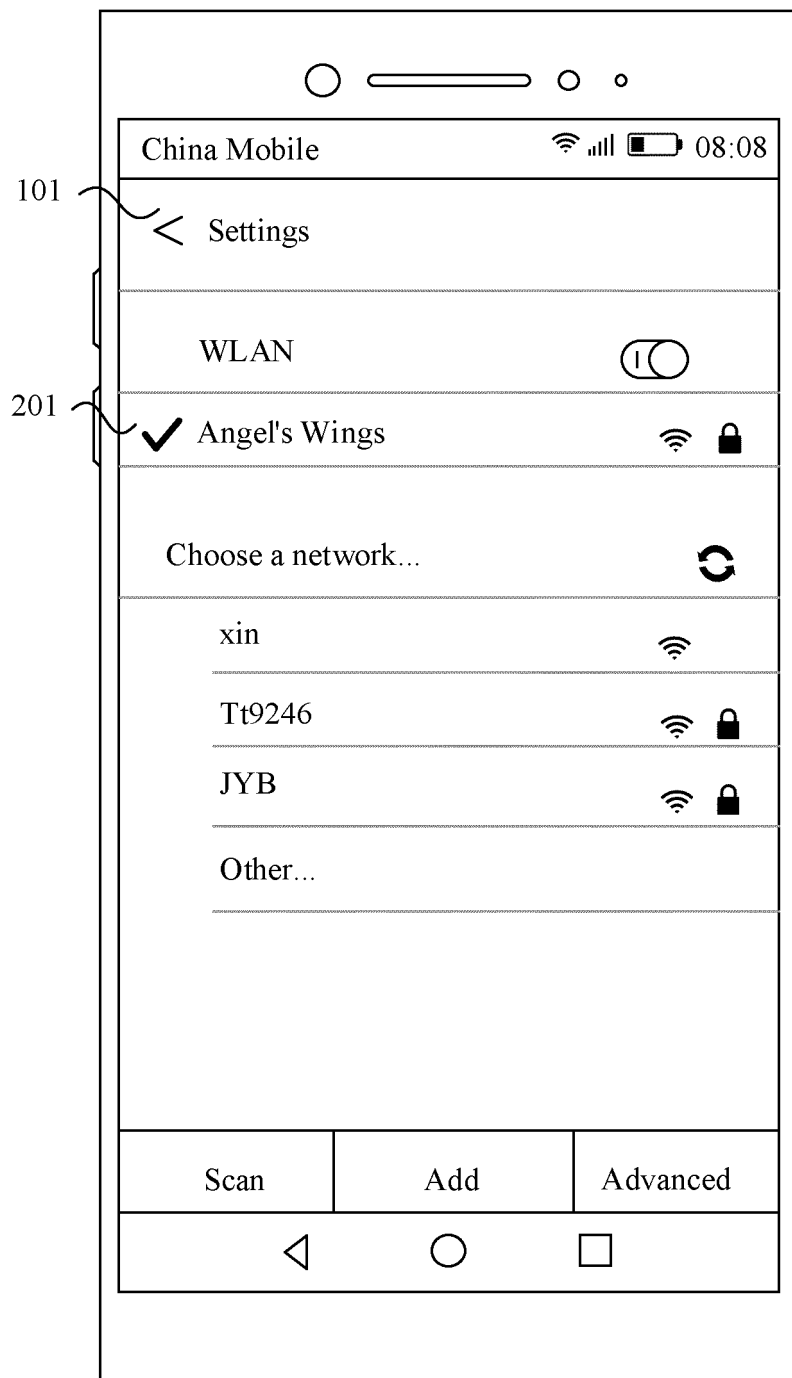 China Mobile 08:08
101
< Settings
WLAN
201
Angel's Wings
Choose a network...
xin
Tt9246
JYB
Other...
Scan Add Advanced